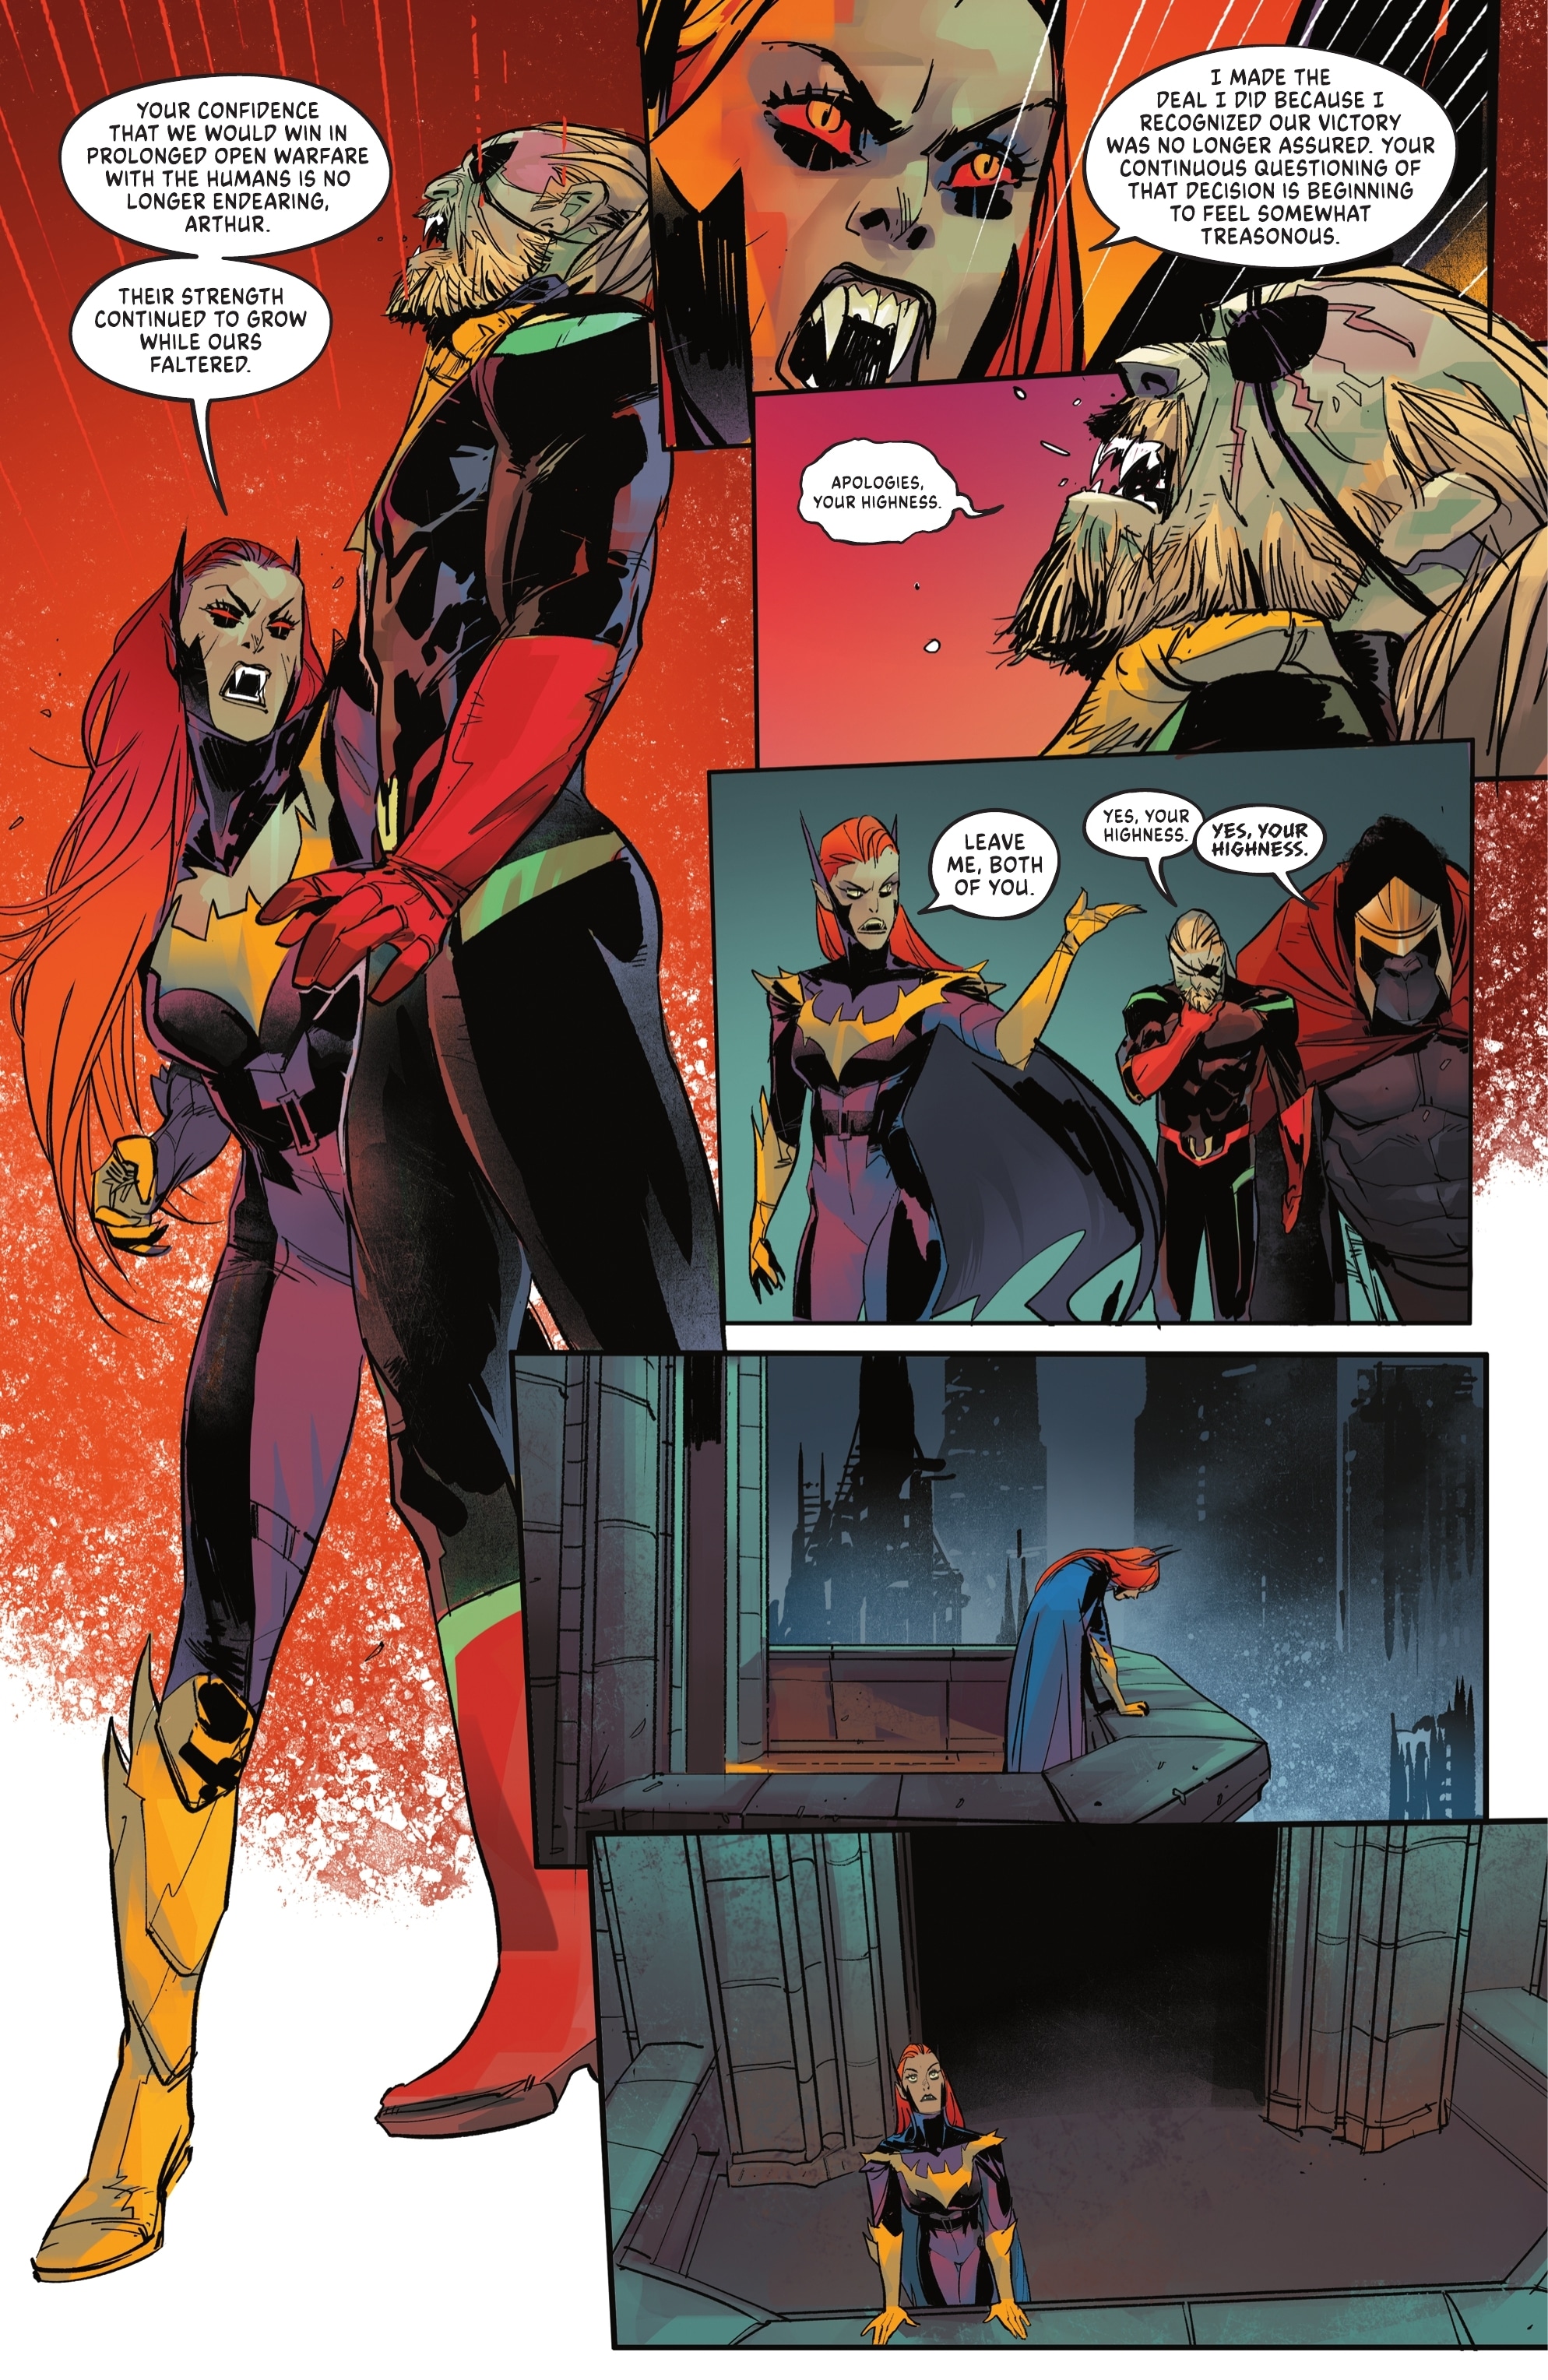 YOUR CONFIDENCE
THAT WE WOULD WIN IN
PROLONGED OPEN WARFARE
WITH THE HUMANS IS NO
LONGER ENDEARING,
ARTHUR.
THEIR STRENGTH
CONTINUED TO GROW
WHILE OURS
FALTERED.
I MADE THE
DEAL I DID BECAUSE I
RECOGNIZED OUR VICTORY
WAS NO LONGER ASSURED. YOUR
CONTINUOUS QUESTIONING OF
THAT DECISION IS BEGINNING
TO FEEL SOMEWHAT
TREASONOUS.
APOLOGIES,
YOUR HIGHNESS.
LEAVE
ME, BOTH
OF YOU.
YES, YOUR
HIGHNESS.
YES, YOUR
HIGHNESS.